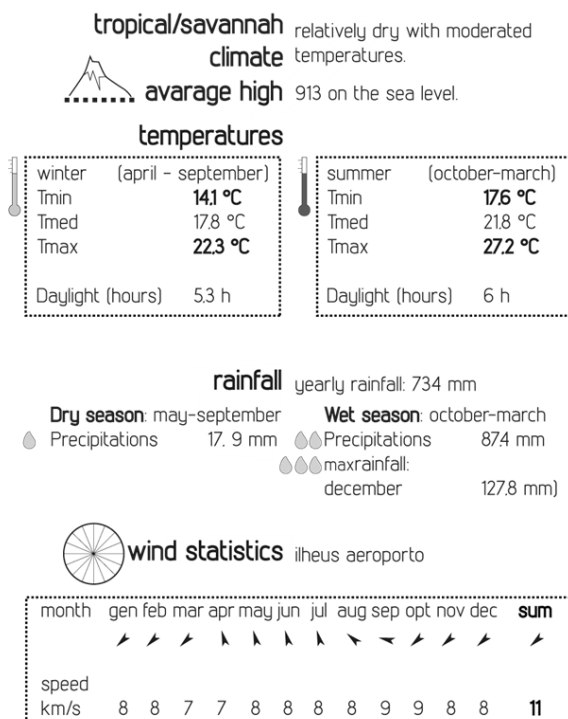 tropical/savannah relatively dry with moderated
climate temperatures.
avarage high 913 on the sea level.
temperatures
winter (april - september)
Tmin 14.1 °C
Tmed 17.8 °C
Tmax 22.3 °C
Daylight (hours) 5.3 h
summer (october-march)
Tmin 17.6 °C
Tmed 21.8 °C
Tmax 27.2 °C
Daylight (hours) 6 h
rainfall yearly rainfall: 734 mm
Dry season: may-september
Precipitations 17. 9 mm
Wet season: october-march
Precipitations 87.4 mm
maxrainfall:
december 127.8 mm)
wind statistics ilheus aeroporto
month gen feb mar apr may jun jul aug sep opt nov dec sum
speed
km/s 8 8 7 7 8 8 8 8 9 9 8 8 11